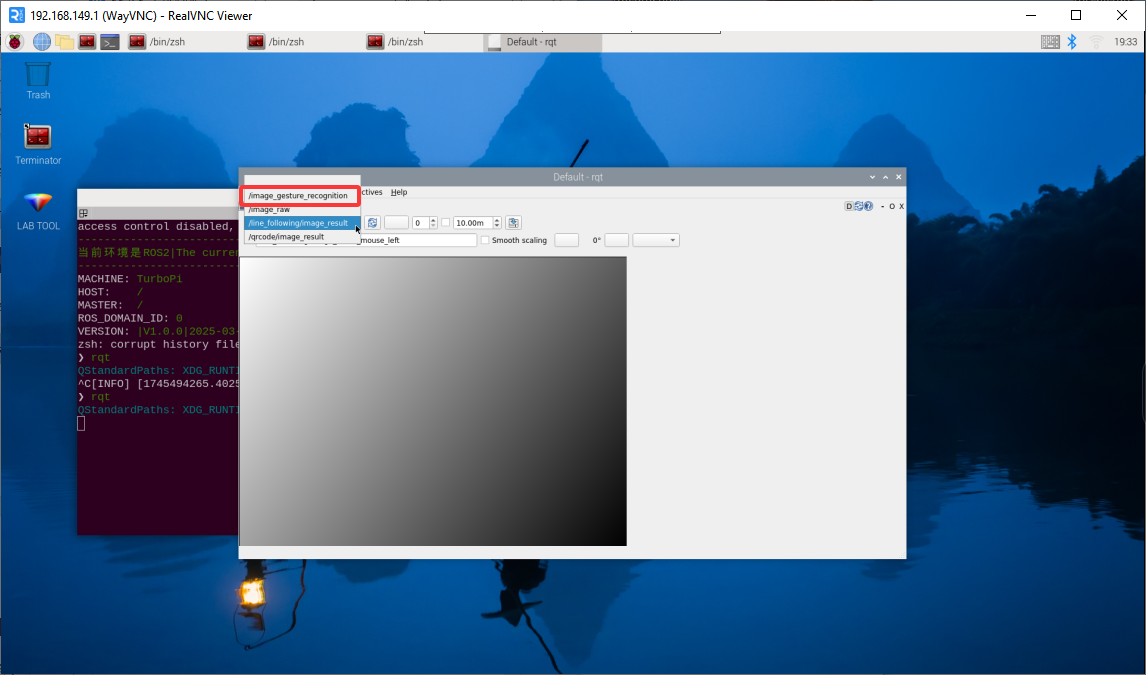 192.168.149.1 (WayVNC) - RealVNC Viewer
/bin/zsh
/bin/zsh
/bin/zsh
Default - rqt
19:33
Trash
Terminator
LAB TOOL
Default - rqt
ctives Help
/image_gesture_recognition
/image_raw
/line_following/image_result
/qrcode/image_result
D
- O X
0
10.00m
mouse_left
Smooth scaling
0°
access control disabled,
当前环境是ROS2|The curren
MACHINE: TurboPi
HOST: /
MASTER: /
ROS_DOMAIN_ID: 0
VERSION: |V1.0.0|2025-03-
zsh: corrupt history file
❯ rqt
QStandardPaths: XDG_RUNTI
^C[INFO] [1745494265.4025
❯ rqt
QStandardPaths: XDG_RUNTI